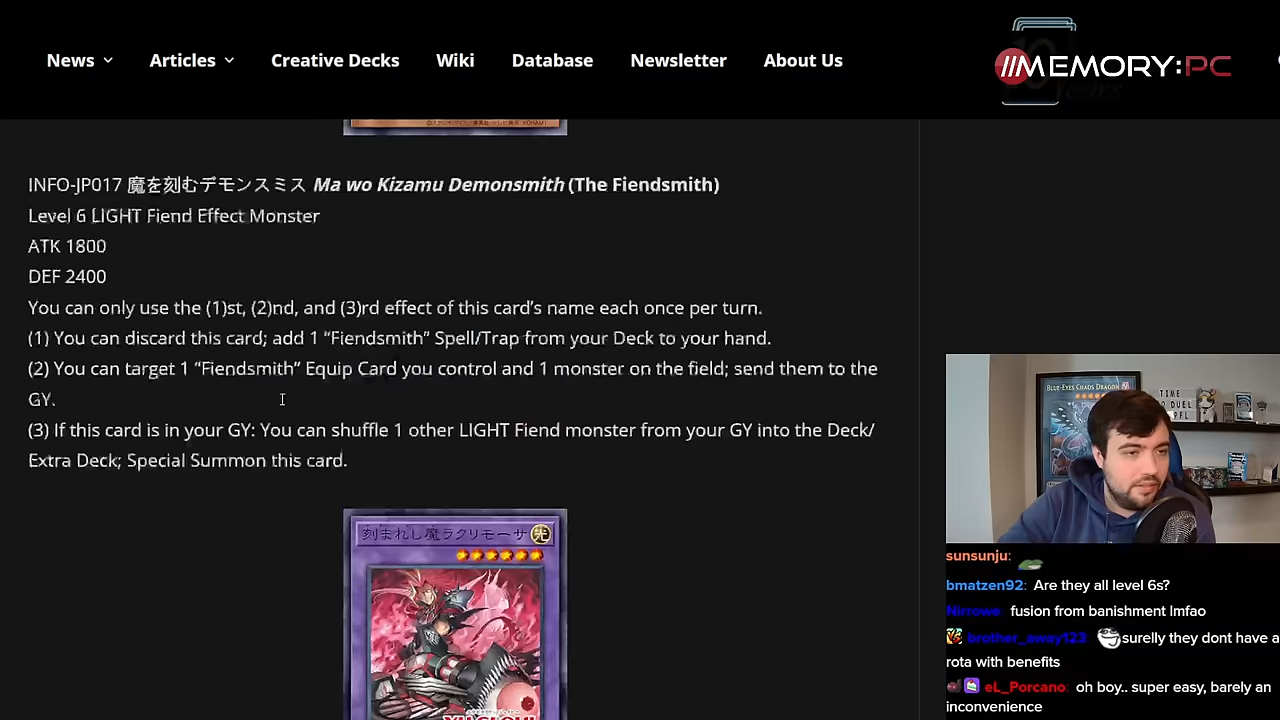 News
Articles
Creative Decks
Wiki
Database
Newsletter
About Us
MEMORY:PC
INFO-JP017 魔を刻むデモンスミス Ma wo Kizamu Demonsmith (The Fiendsmith)
Level 6 LIGHT Fiend Effect Monster
ATK 1800
DEF 2400
You can only use the (1)st, (2)nd, and (3)rd effect of this card’s name each once per turn.
(1) You can discard this card; add 1 “Fiendsmith” Spell/Trap from your Deck to your hand.
(2) You can target 1 “Fiendsmith” Equip Card you control and 1 monster on the field; send them to the
GY.
(3) If this card is in your GY: You can shuffle 1 other LIGHT Fiend monster from your GY into the Deck/
Extra Deck; Special Summon this card.
刻まれし魔ラクリモーサ
光
BLUE-EYES CHAOS DRAGON
TIME
TO DUEL
sunsunju:
bmatzen92: Are they all level 6s?
Nirrowe: fusion from banishment lmfao
brother_away123: surelly they dont have a
rota with benefits
eL_Porcano: oh boy.. super easy, barely an
inconvenience